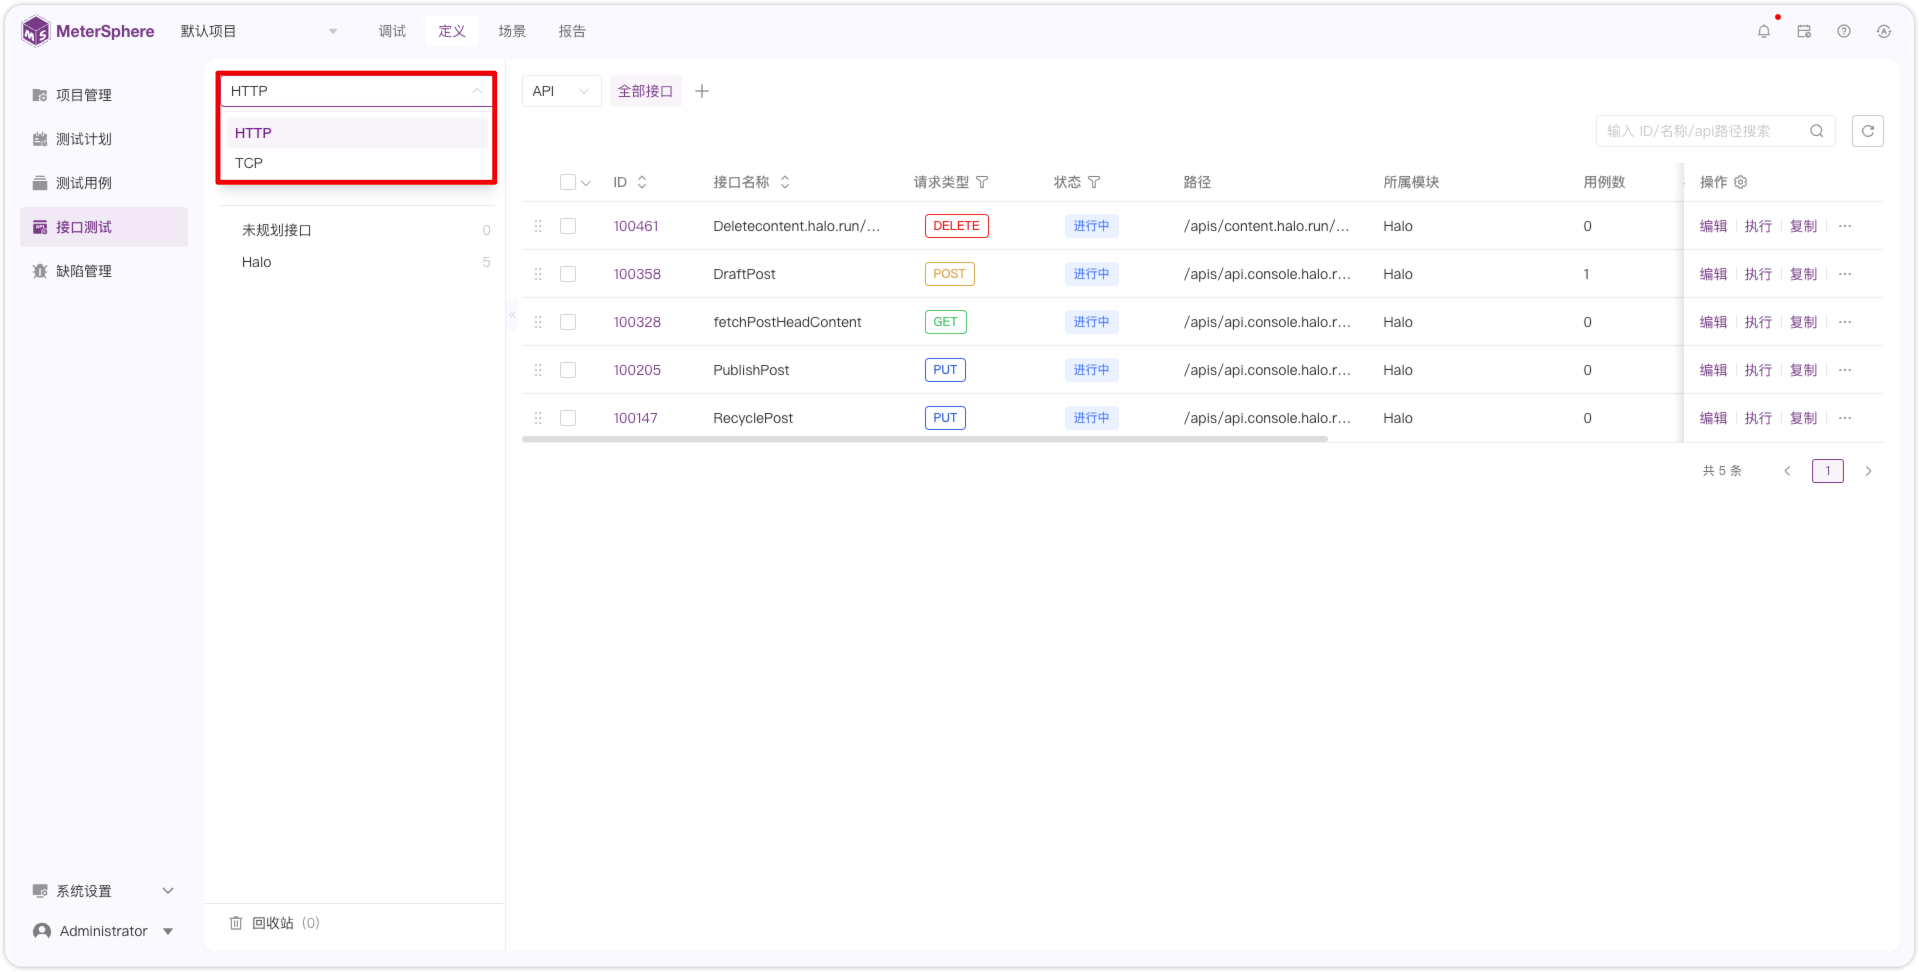 MeterSphere 默认项目 调试 定义 场景 报告
项目管理
测试计划
测试用例
接口测试
缺陷管理
系统设置
Administrator
HTTP
HTTP
TCP
未规划接口 0
Halo 5
回收站 (0)
API 全部接口
输入 ID/名称/api路径搜索
ID 接口名称 请求类型 状态 路径 所属模块 用例数 操作
100461 Deletecontent.halo.run/... DELETE 进行中 /apis/content.halo.run/... Halo 0 编辑 执行 复制 ...
100358 DraftPost POST 进行中 /apis/api.console.halo.r... Halo 1 编辑 执行 复制 ...
100328 fetchPostHeadContent GET 进行中 /apis/api.console.halo.r... Halo 0 编辑 执行 复制 ...
100205 PublishPost PUT 进行中 /apis/api.console.halo.r... Halo 0 编辑 执行 复制 ...
100147 RecyclePost PUT 进行中 /apis/api.console.halo.r... Halo 0 编辑 执行 复制 ...
共 5 条 1